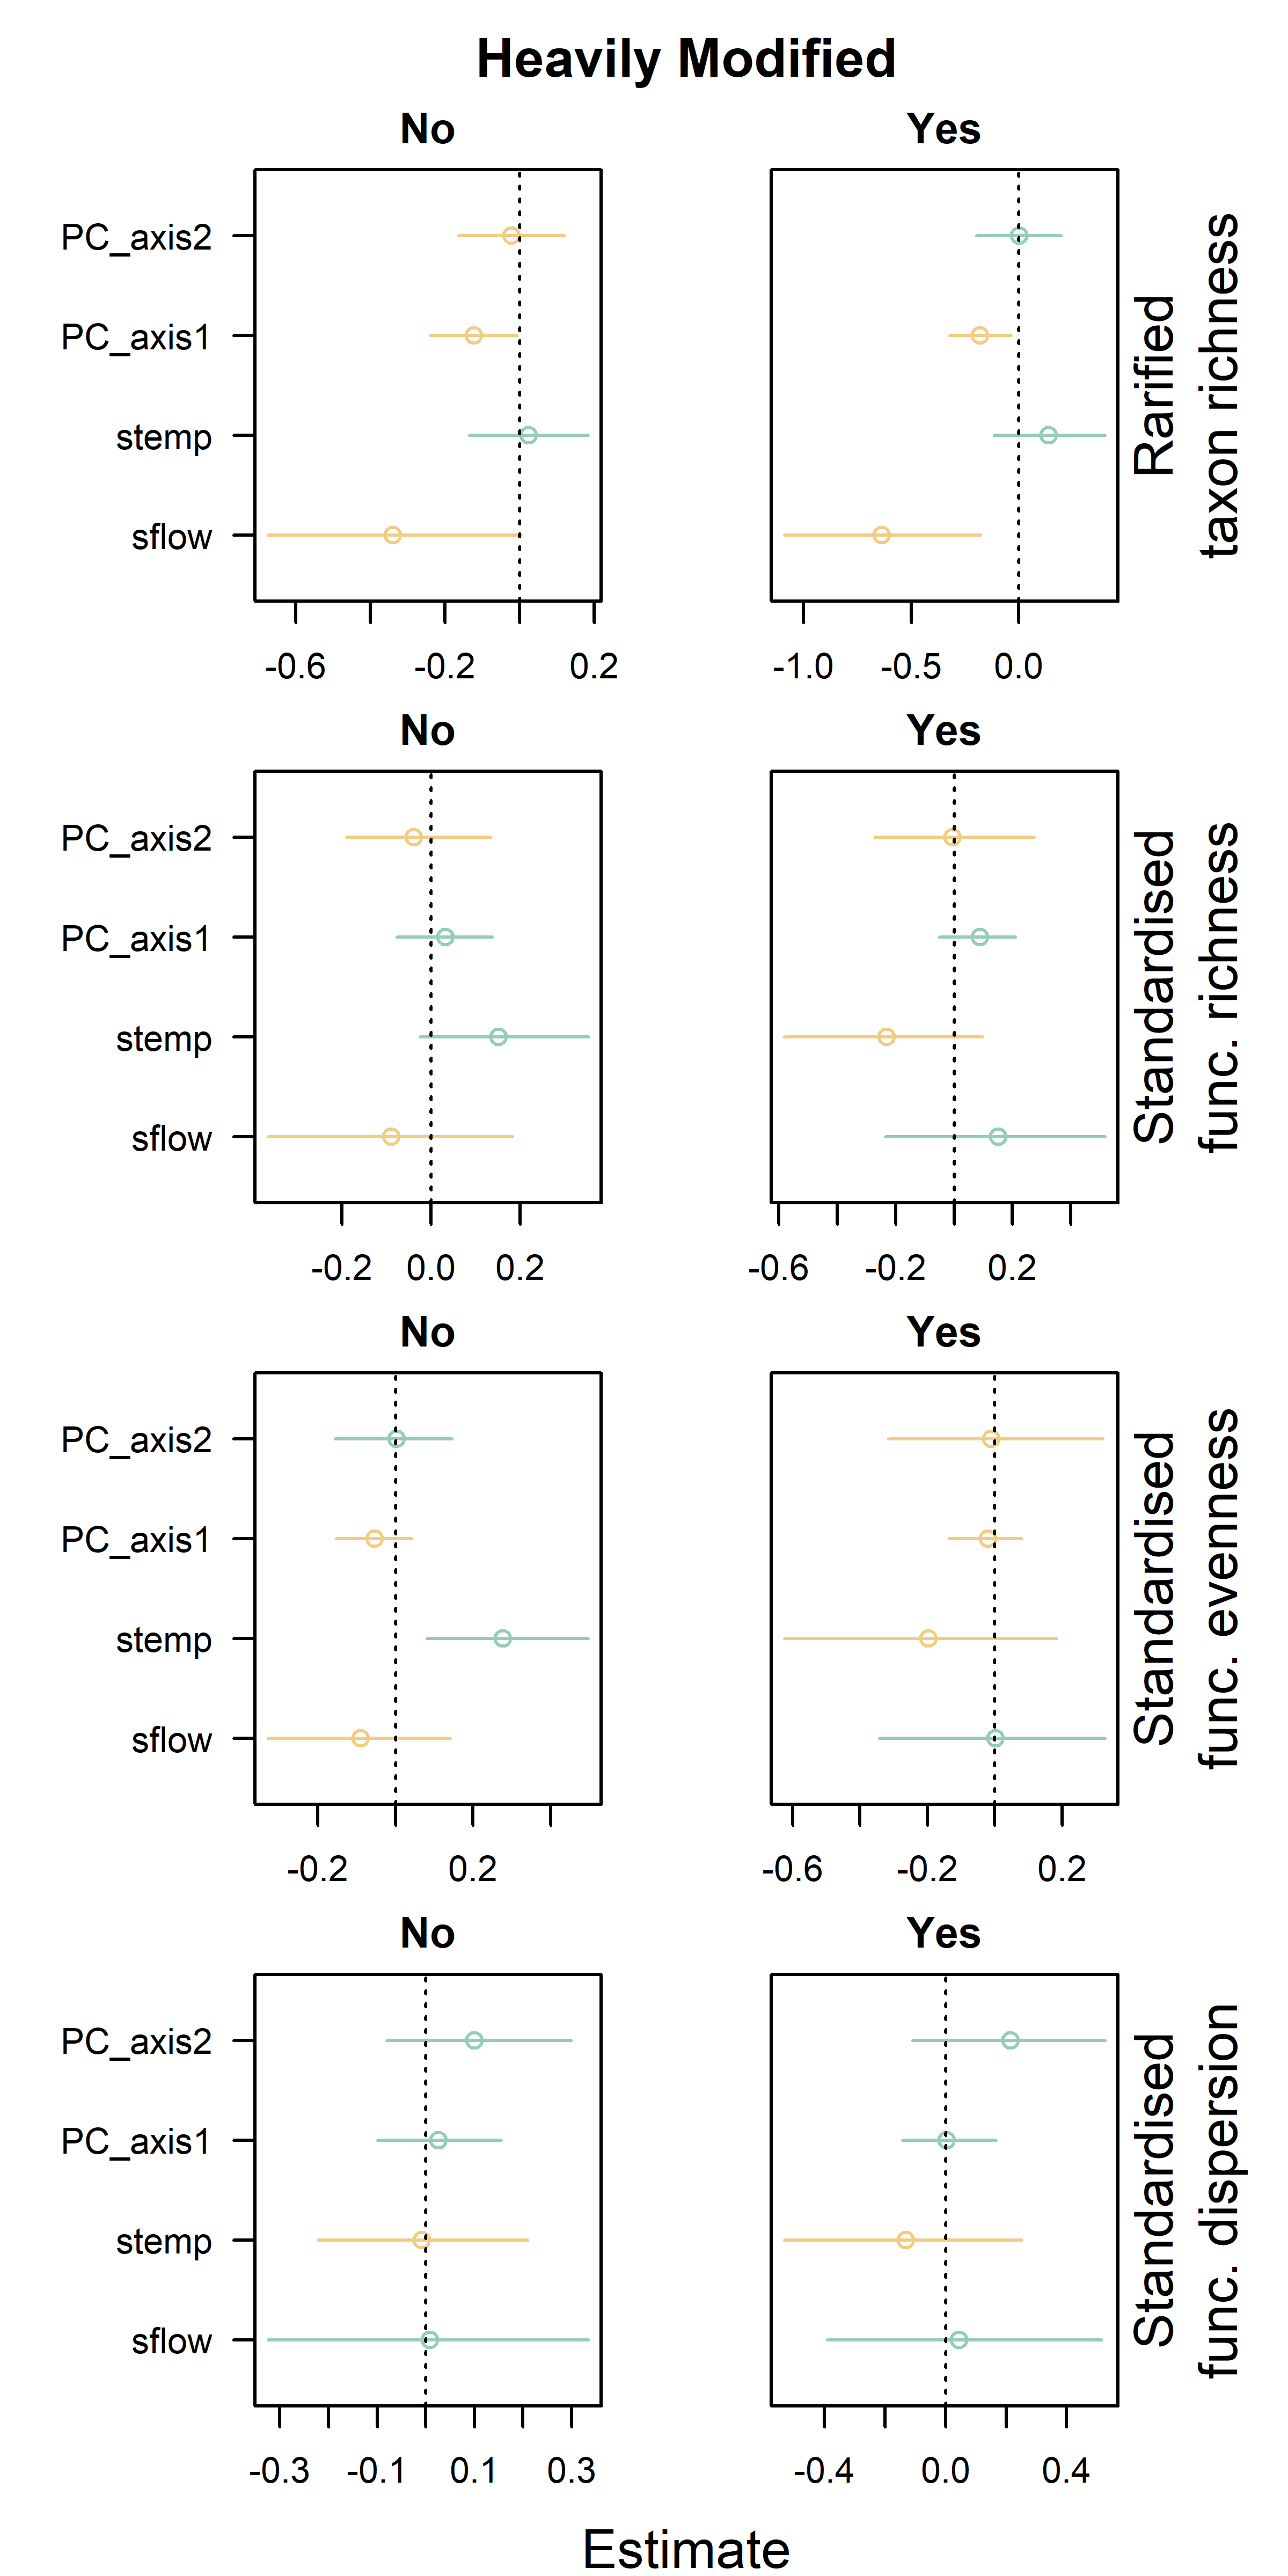 Heavily Modified
No
Yes
PC_axis2
PC_axis1
stemp
sflow
-0.6 -0.2 0.2
-1.0 -0.5 0.0
Rarified
taxon richness
No
Yes
PC_axis2
PC_axis1
stemp
sflow
-0.2 0.0 0.2
-0.6 -0.2 0.2
Standardised
func. richness
No
Yes
PC_axis2
PC_axis1
stemp
sflow
-0.2 0.2
-0.6 -0.2 0.2
Standardised
func. evenness
No
Yes
PC_axis2
PC_axis1
stemp
sflow
-0.3 -0.1 0.1 0.3
-0.4 0.0 0.4
Standardised
func. dispersion
Estimate